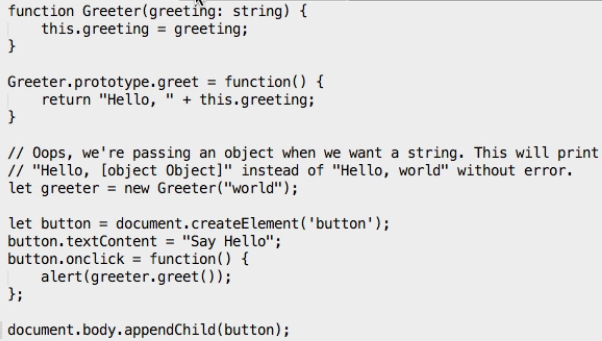 function Greeter(greeting: string) {
    this.greeting = greeting;
}

Greeter.prototype.greet = function() {
    return "Hello, " + this.greeting;
}

// Oops, we're passing an object when we want a string. This will print
// "Hello, [object Object]" instead of "Hello, world" without error.
let greeter = new Greeter("world");

let button = document.createElement('button');
button.textContent = "Say Hello";
button.onclick = function() {
    alert(greeter.greet());
};

document.body.appendChild(button);